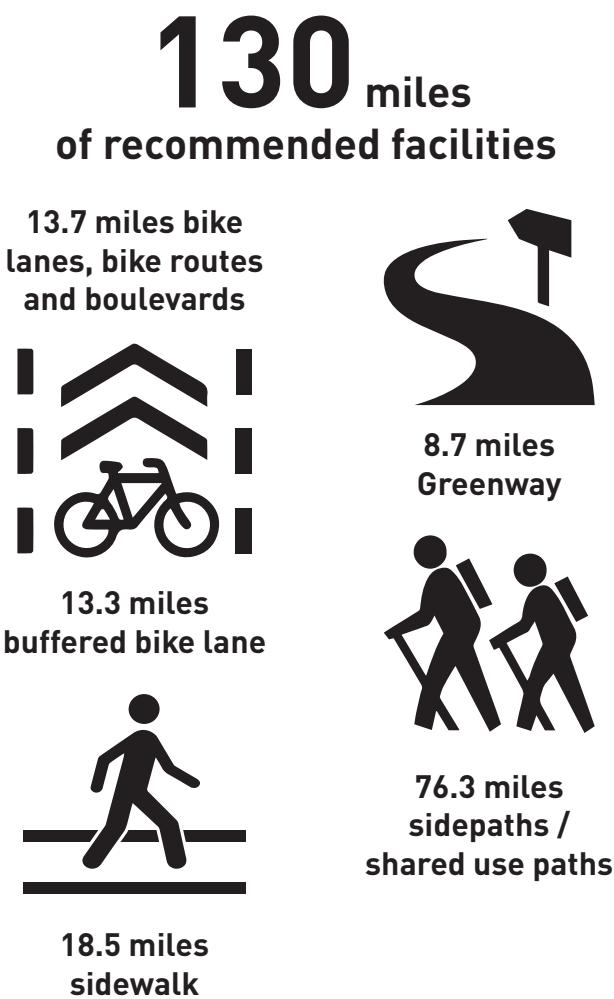 130 miles
of recommended facilities
13.7 miles bike
lanes, bike routes
and boulevards
13.3 miles
buffered bike lane
18.5 miles
sidewalk
8.7 miles
Greenway
76.3 miles
sidepaths /
shared use paths